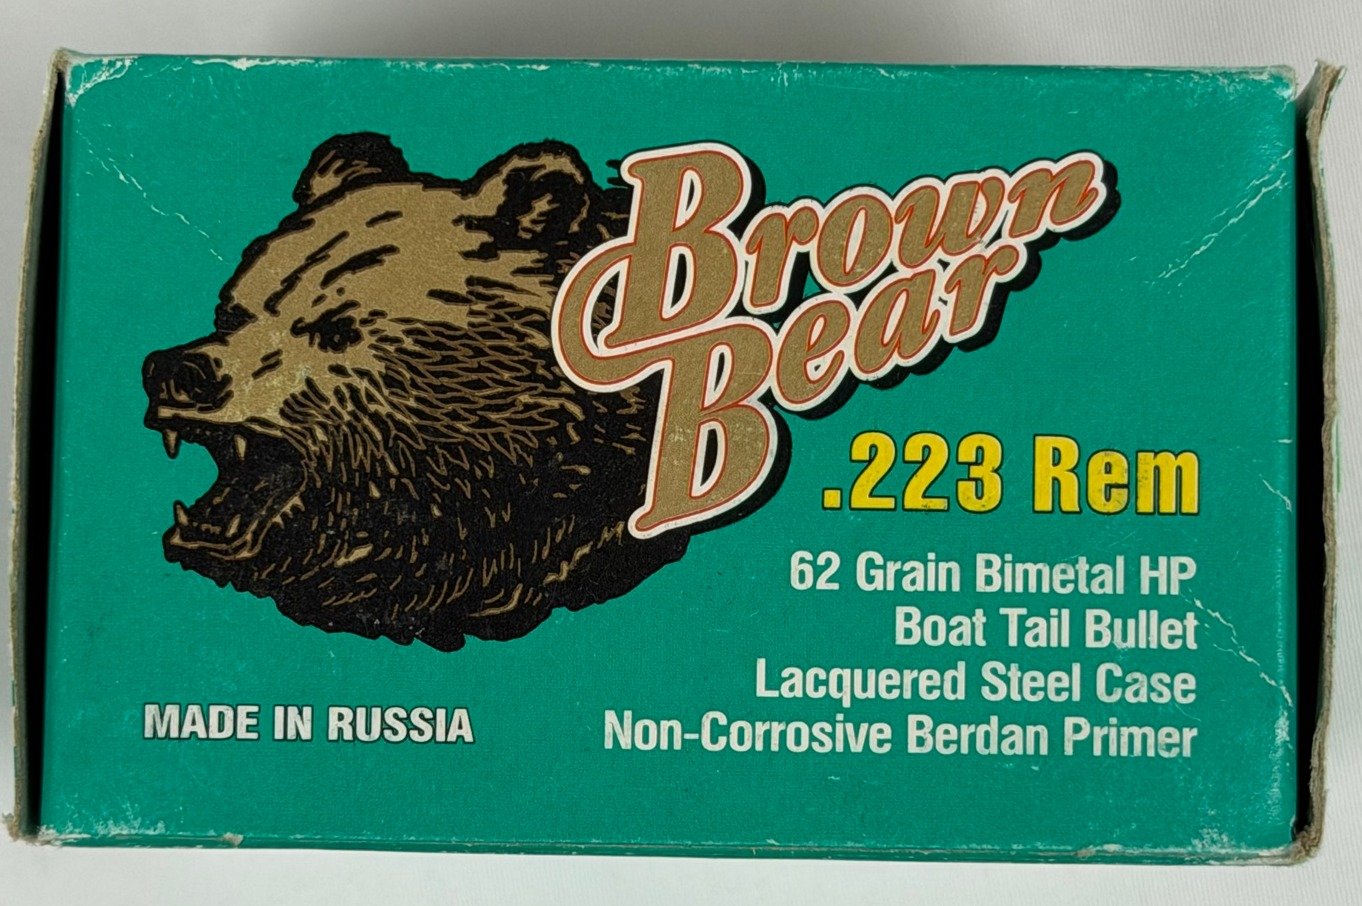 Brown
Bear
.223 Rem
62 Grain Bimetal HP
Boat Tail Bullet
Lacquered Steel Case
Non-Corrosive Berdan Primer
MADE IN RUSSIA